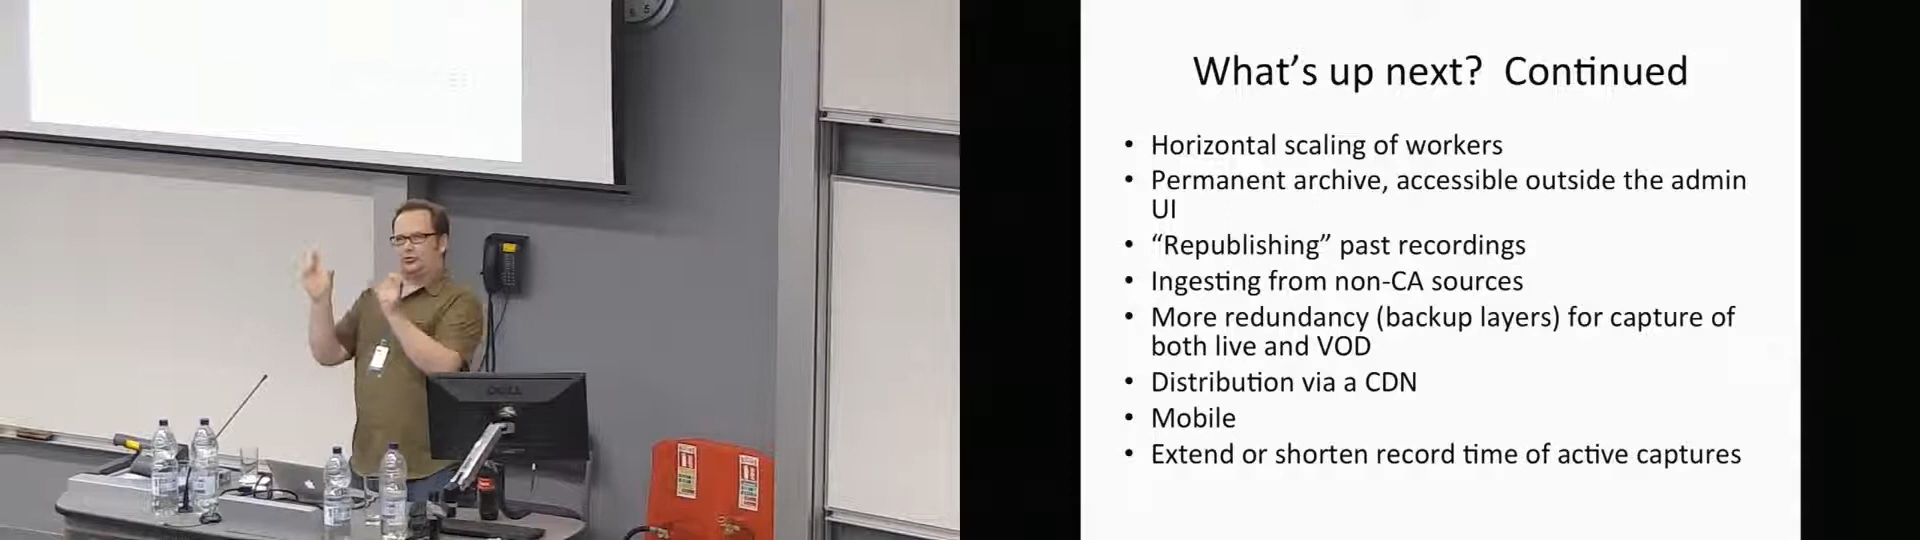 What's up next?  Continued
• Horizontal scaling of workers
• Permanent archive, accessible outside the admin
UI
• “Republishing” past recordings
• Ingesting from non-CA sources
• More redundancy (backup layers) for capture of
both live and VOD
• Distribution via a CDN
• Mobile
• Extend or shorten record time of active captures
6 5
DELL